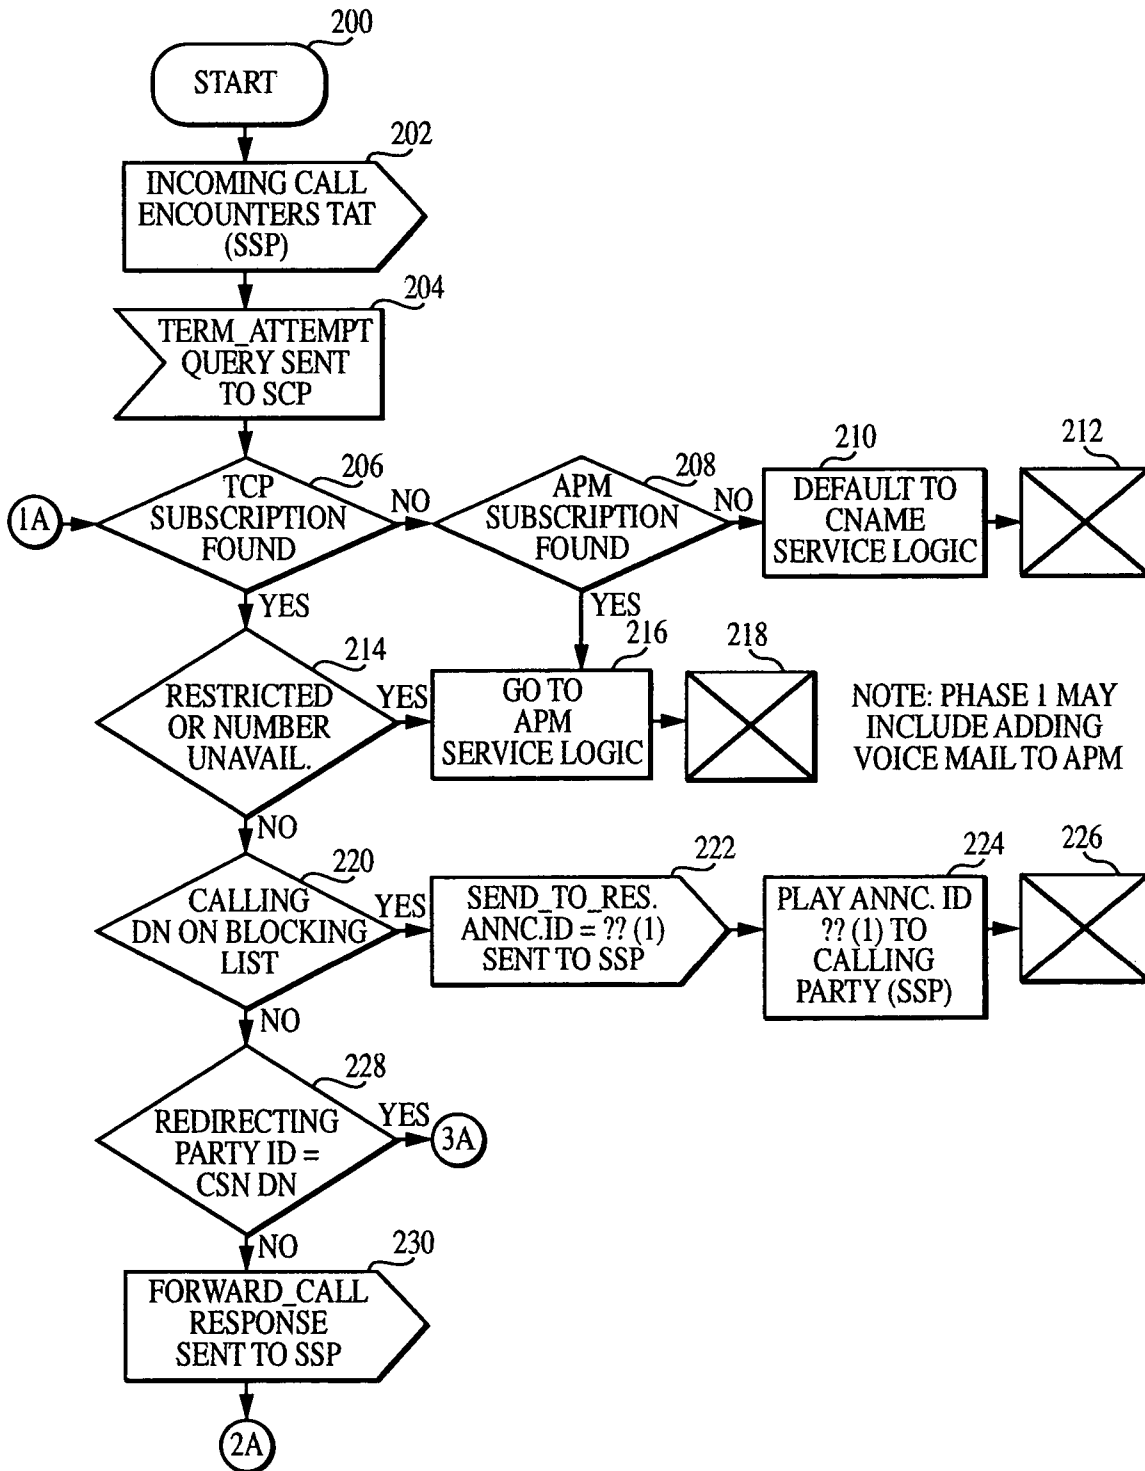 200
START
202
INCOMING CALL
ENCOUNTERS TAT
(SSP)
204
TERM_ATTEMPT
QUERY SENT
TO SCP
1A
206
TCP
SUBSCRIPTION
FOUND
NO
208
APM
SUBSCRIPTION
FOUND
NO
210
DEFAULT TO
CNAME
SERVICE LOGIC
212
YES
YES
214
RESTRICTED
OR NUMBER
UNAVAIL.
YES
216
GO TO
APM
SERVICE LOGIC
218
NOTE: PHASE 1 MAY
INCLUDE ADDING
VOICE MAIL TO APM
NO
220
CALLING
DN ON BLOCKING
LIST
YES
222
SEND_TO_RES.
ANNC.ID = ?? (1)
SENT TO SSP
224
PLAY ANNC. ID
?? (1) TO
CALLING
PARTY (SSP)
226
NO
228
REDIRECTING
PARTY ID =
CSN DN
YES
3A
NO
230
FORWARD_CALL
RESPONSE
SENT TO SSP
2A